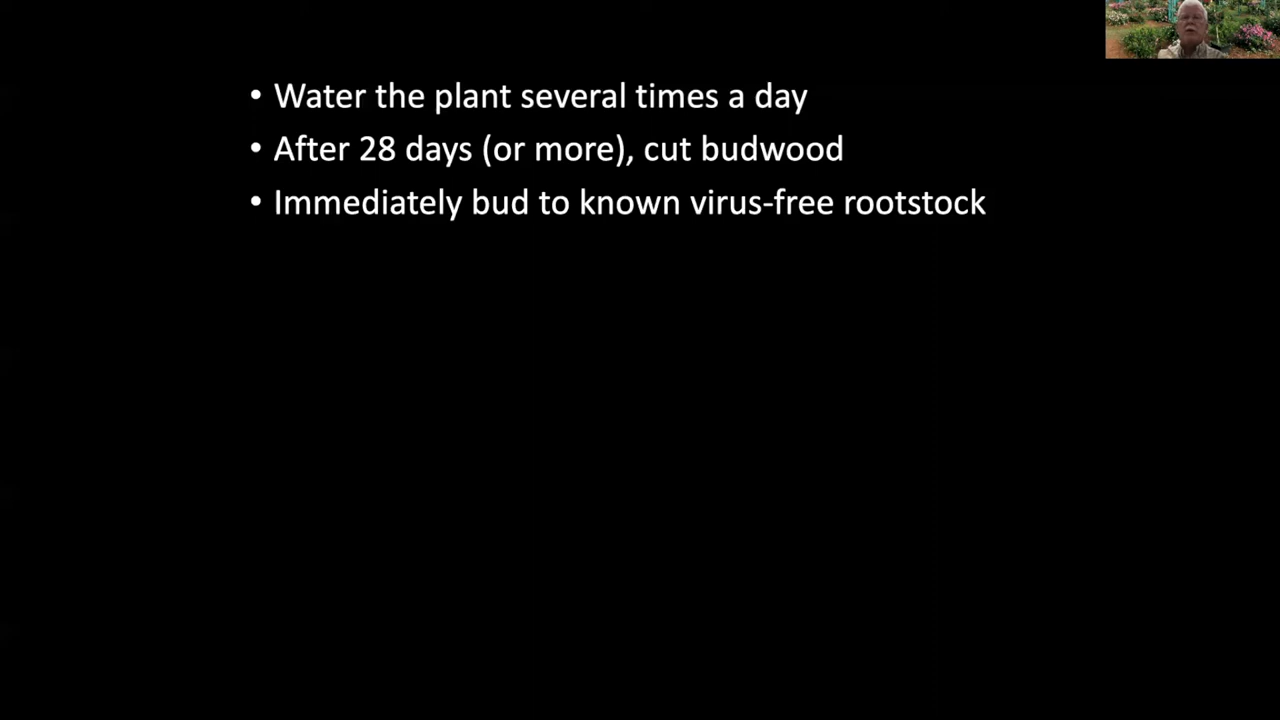 • Water the plant several times a day
• After 28 days (or more), cut budwood
• Immediately bud to known virus-free rootstock